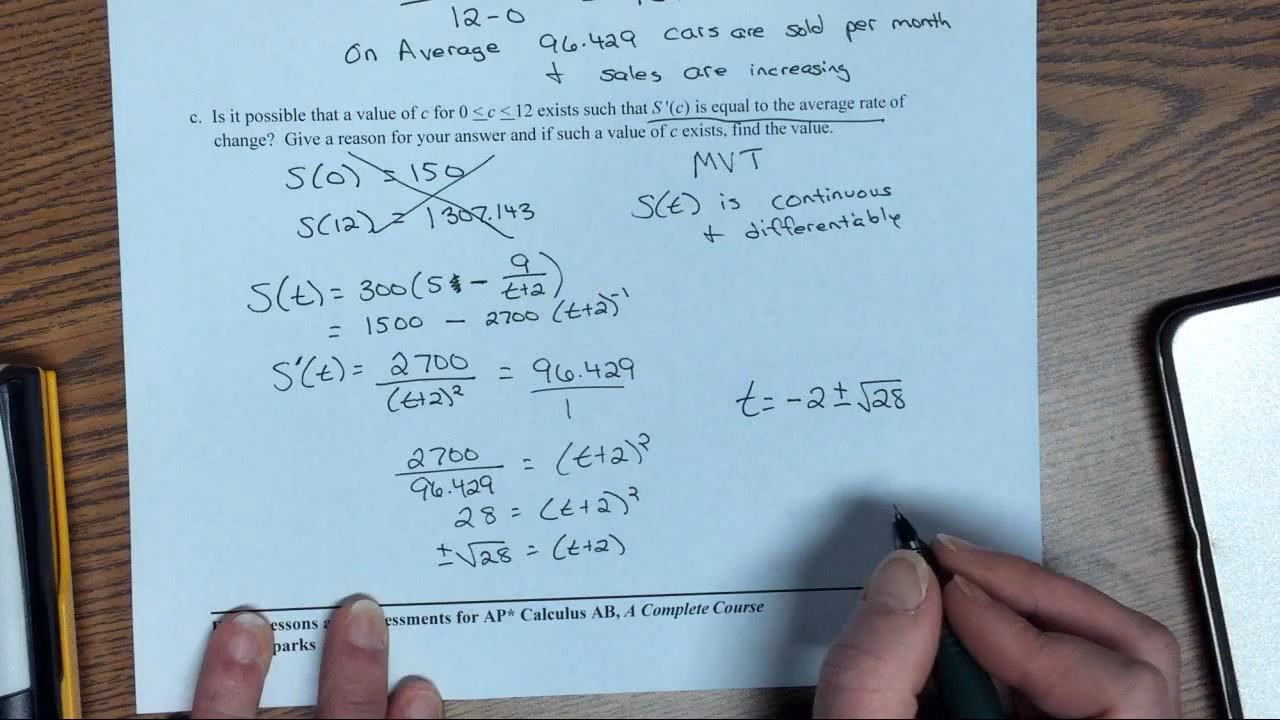 12-0
On Average 96.429 cars are sold per month
+ sales are increasing
c. Is it possible that a value of c for 0 ≤ c ≤ 12 exists such that S'(c) is equal to the average rate of
change? Give a reason for your answer and if such a value of c exists, find the value.
S(0) = 150
S(12) = 1307.143
MVT
S(t) is continuous
+ differentiable
S(t) = 300(5 - 9/(t+2))
= 1500 - 2700 (t+2)⁻¹
S'(t) = 2700/(t+2)² = 96.429/1
2700/96.429 = (t+2)²
28 = (t+2)²
±√28 = (t+2)
t = -2 ± √28
for AP* Calculus AB, A Complete Course